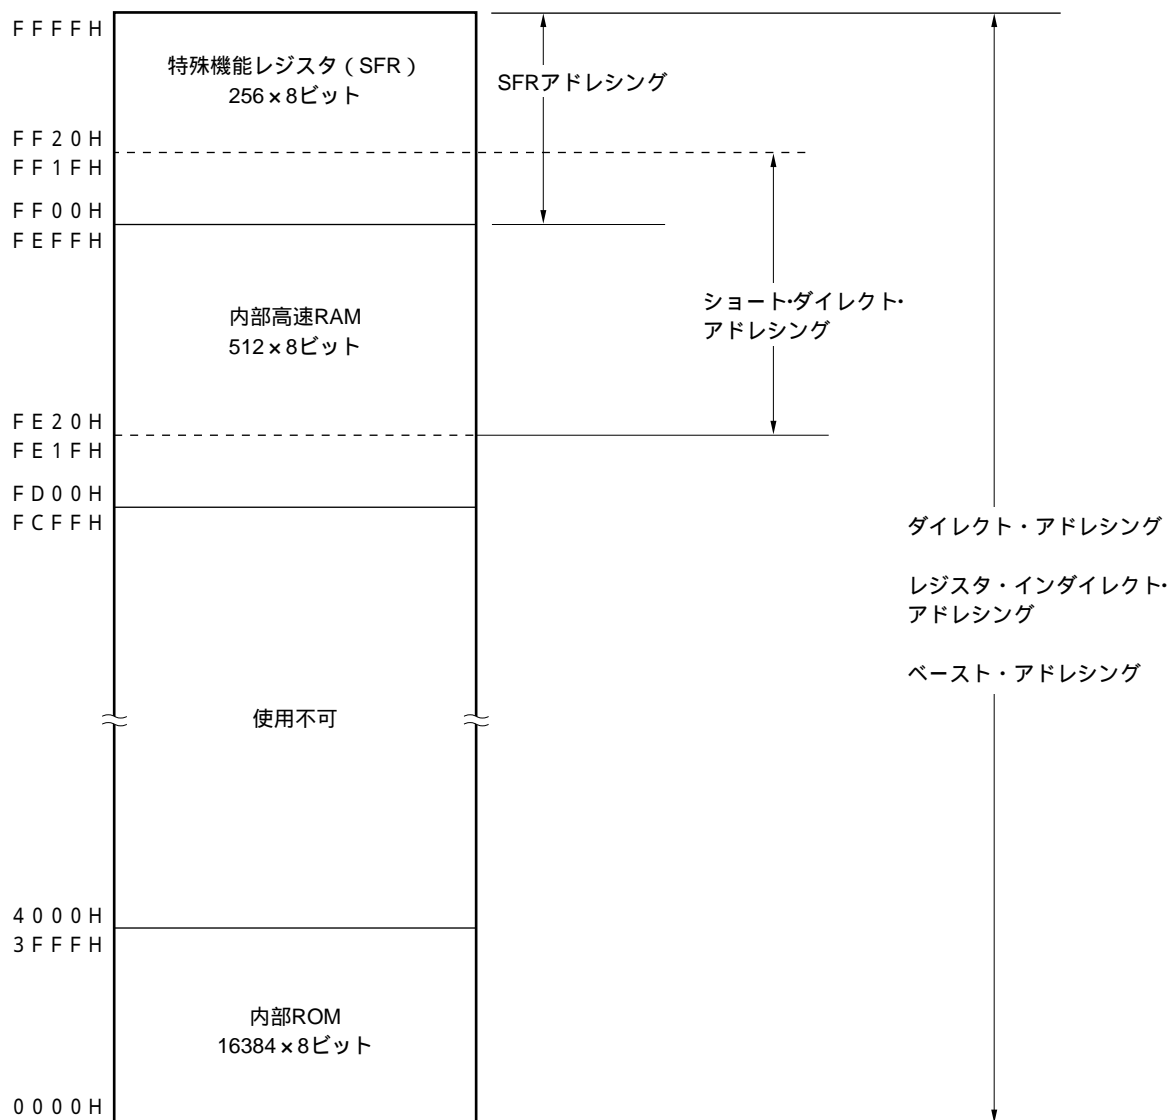 FFFFH
特殊機能レジスタ（SFR）
256×8ビット
SFRアドレシング
FF20H
FF1FH
FF00H
FEFFH
内部高速RAM
512×8ビット
ショート・ダイレクト・
アドレシング
FE20H
FE1FH
FD00H
FCFFH
ダイレクト・アドレシング
レジスタ・インダイレクト・
アドレシング
ベースト・アドレシング
使用不可
4000H
3FFFH
内部ROM
16384×8ビット
0000H